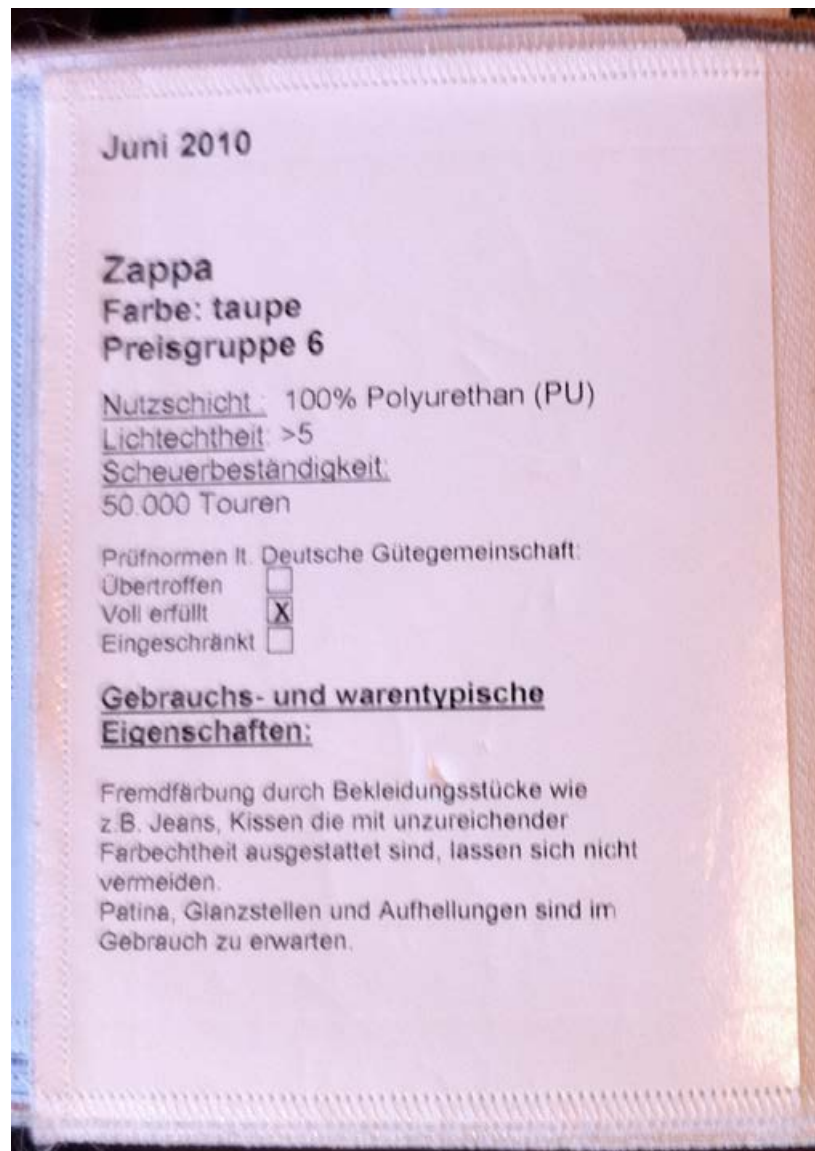 Juni 2010
Zappa
Farbe: taupe
Preisgruppe 6
Nutzschicht : 100% Polyurethan (PU)
Lichtechtheit: >5
Scheuerbeständigkeit:
50.000 Touren
Prüfnormen lt. Deutsche Gütegemeinschaft:
Übertroffen
Voll erfüllt X
Eingeschränkt
Gebrauchs- und warentypische
Eigenschaften:
Fremdfärbung durch Bekleidungsstücke wie
z.B. Jeans, Kissen die mit unzureichender
Farbechtheit ausgestattet sind, lassen sich nicht
vermeiden.
Patina, Glanzstellen und Aufhellungen sind im
Gebrauch zu erwarten.